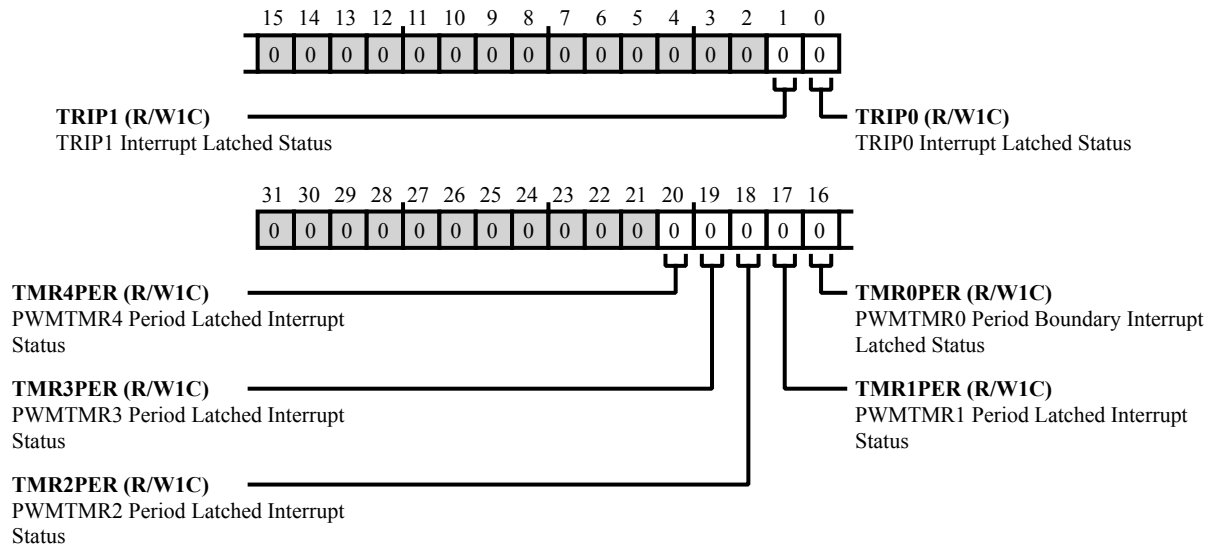 15 14 13 12 11 10 9 8 7 6 5 4 3 2 1 0
0 0 0 0 0 0 0 0 0 0 0 0 0 0 0 0
TRIP1 (R/W1C)
TRIP1 Interrupt Latched Status
TRIP0 (R/W1C)
TRIP0 Interrupt Latched Status
31 30 29 28 27 26 25 24 23 22 21 20 19 18 17 16
0 0 0 0 0 0 0 0 0 0 0 0 0 0 0 0
TMR4PER (R/W1C)
PWMTMR4 Period Latched Interrupt
Status
TMR0PER (R/W1C)
PWMTMR0 Period Boundary Interrupt
Latched Status
TMR3PER (R/W1C)
PWMTMR3 Period Latched Interrupt
Status
TMR1PER (R/W1C)
PWMTMR1 Period Latched Interrupt
Status
TMR2PER (R/W1C)
PWMTMR2 Period Latched Interrupt
Status